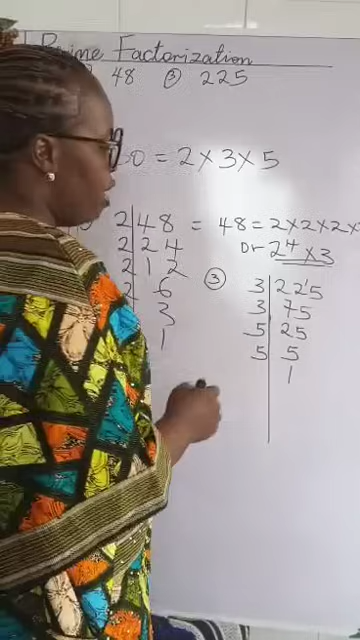 Prime Factorization
48 ③ 225
30 = 2×3×5
2 48 = 48 = 2×2×2×
2 24 or 2⁴×3
2 12
6
3
1
③ 3 225
3 75
5 25
5 5
1